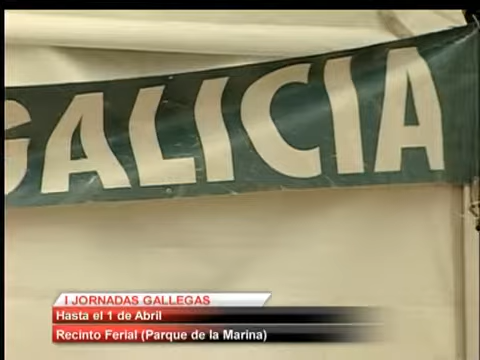 GALICIA
I JORNADAS GALLEGAS
Hasta el 1 de Abril
Recinto Ferial (Parque de la Marina)